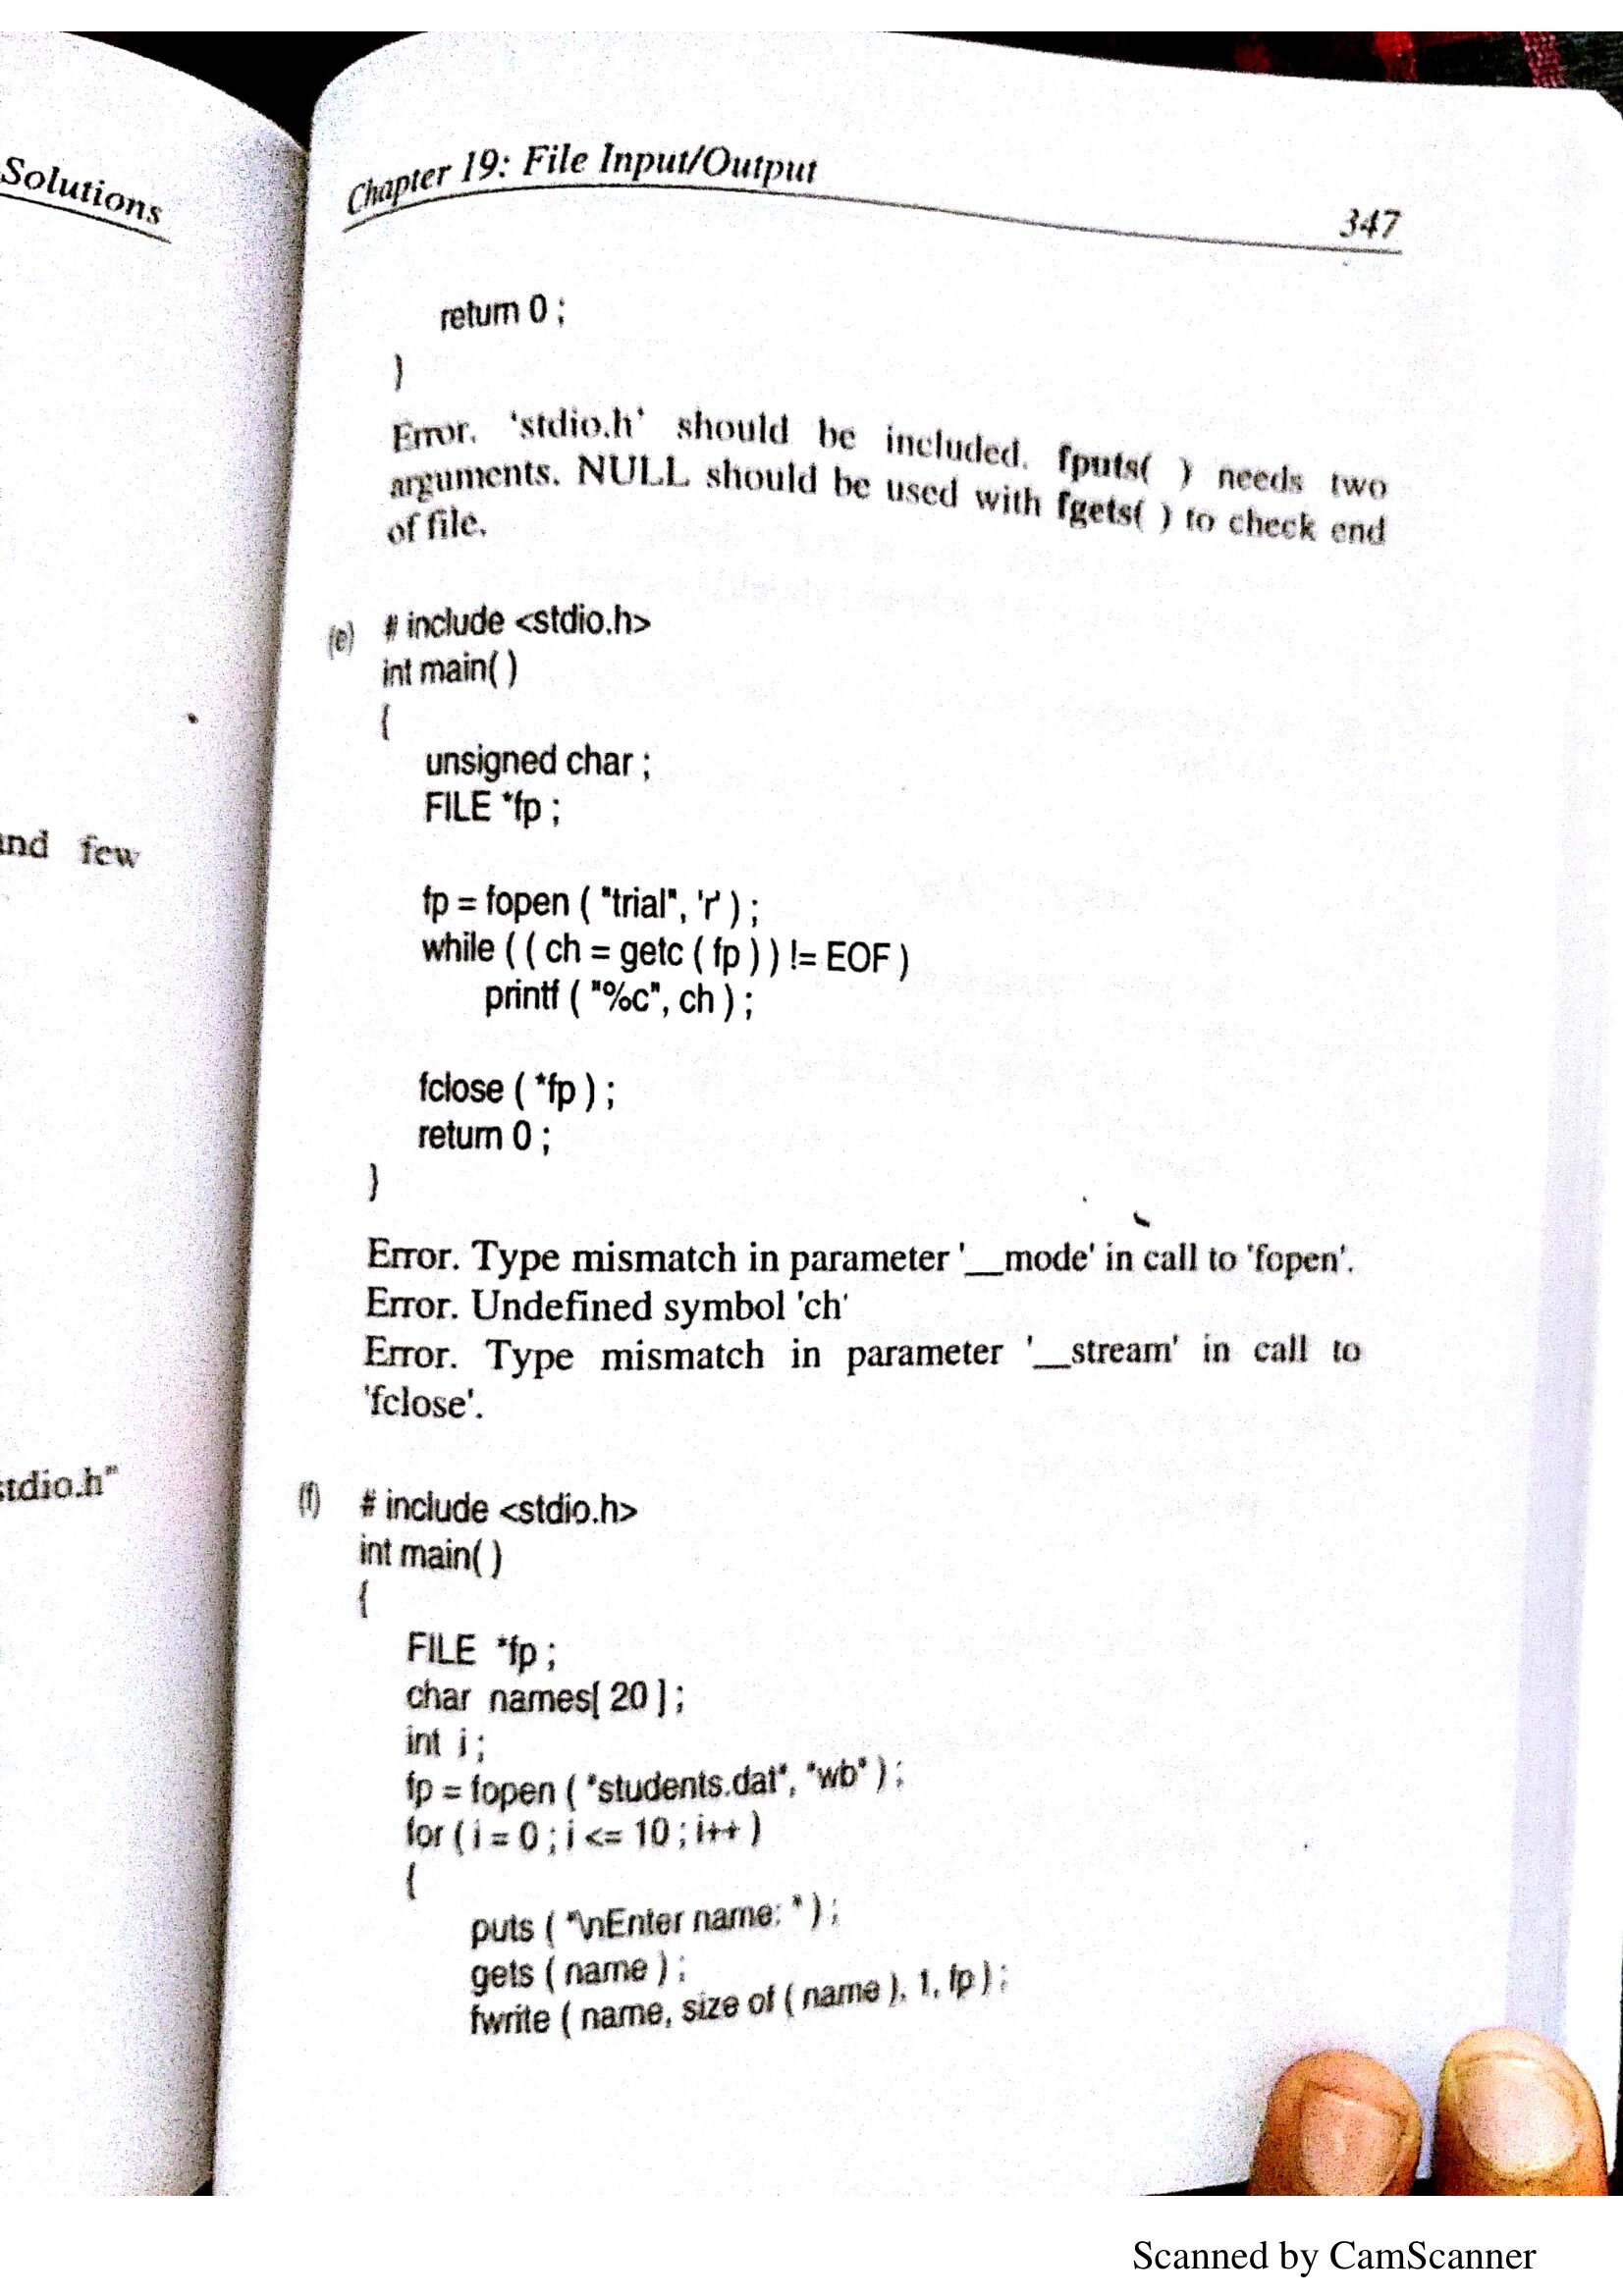 Solutions
and few
stdio.h"
Chapter 19: File Input/Output
347
return 0 ;
}
Error. 'stdio.h' should be included. fputs( ) needs two
arguments. NULL should be used with fgets( ) to check end
of file.
(e) # include <stdio.h>
int main( )
{
unsigned char ;
FILE *fp ;
fp = fopen ( "trial", 'r' ) ;
while ( ( ch = getc ( fp ) ) != EOF )
printf ( "%c", ch ) ;
fclose ( *fp ) ;
return 0 ;
}
Error. Type mismatch in parameter '__mode' in call to 'fopen'.
Error. Undefined symbol 'ch'
Error. Type mismatch in parameter '__stream' in call to
'fclose'.
(f) # include <stdio.h>
int main( )
{
FILE *fp ;
char names[ 20 ] ;
int i ;
fp = fopen ( "students.dat", "wb" ) ;
for ( i = 0 ; i <= 10 ; i++ )
{
puts ( "\nEnter name: " ) ;
gets ( name ) ;
fwrite ( name, size of ( name ), 1, fp ) ;
Scanned by CamScanner